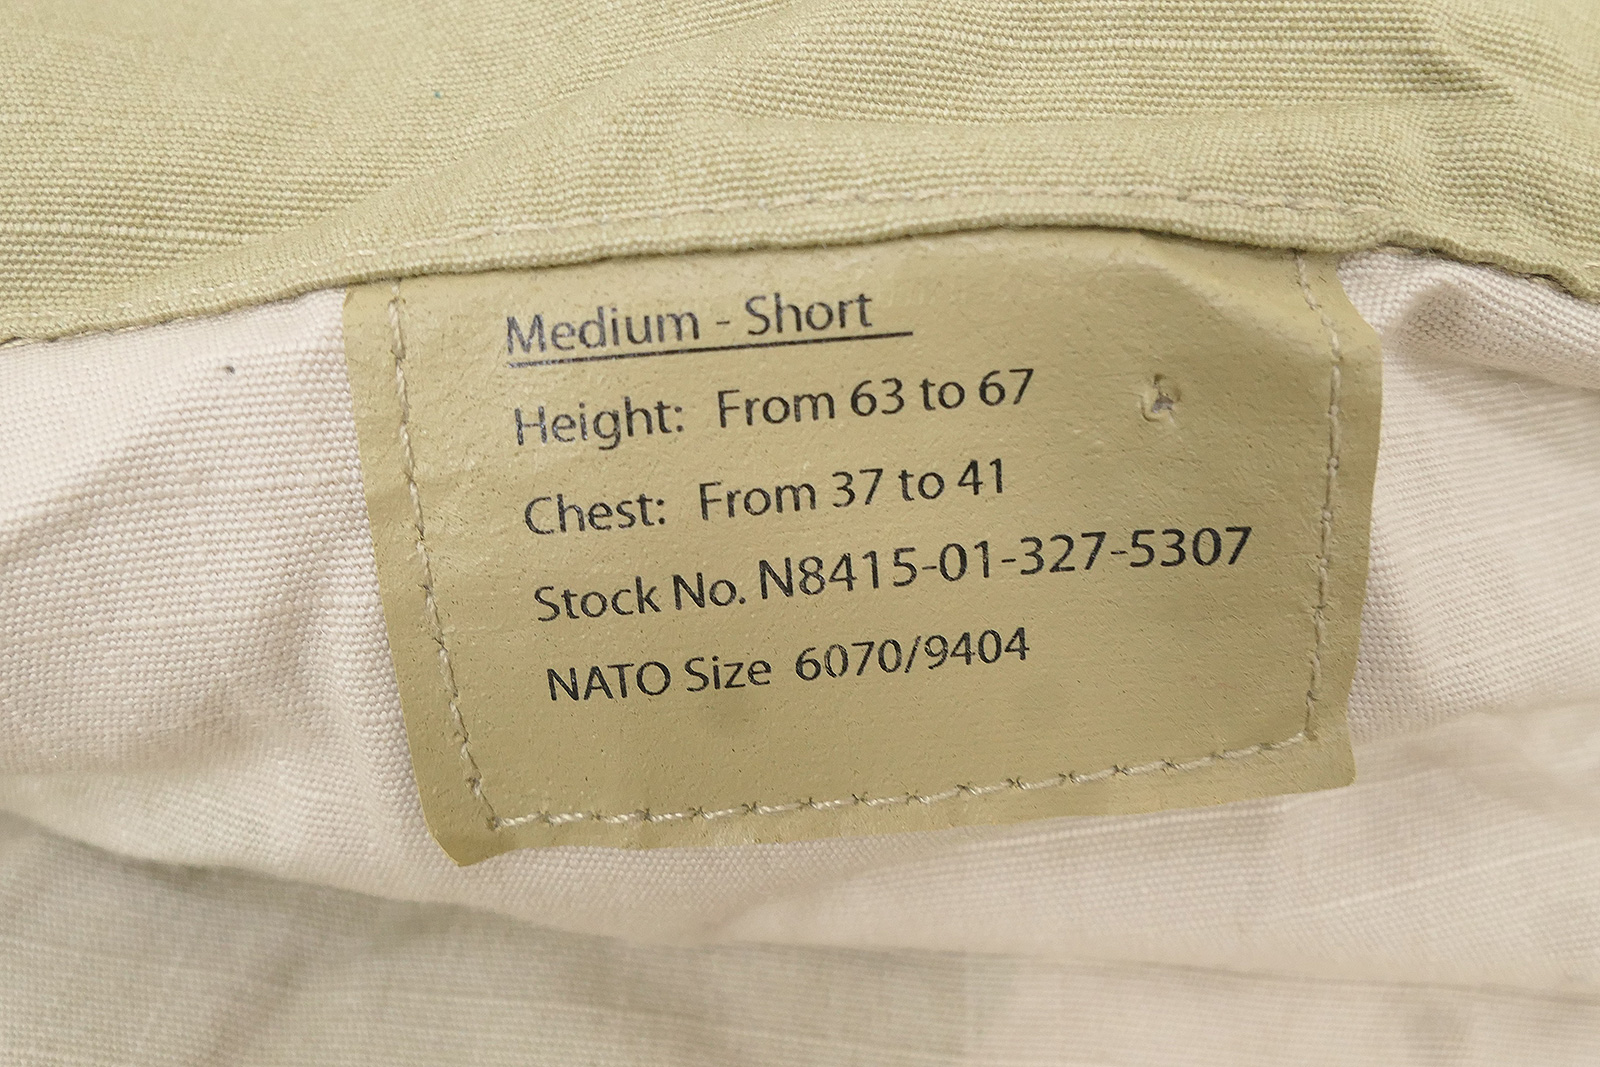 Medium - Short
Height: From 63 to 67
Chest: From 37 to 41
Stock No. N8415-01-327-5307
NATO Size 6070/9404